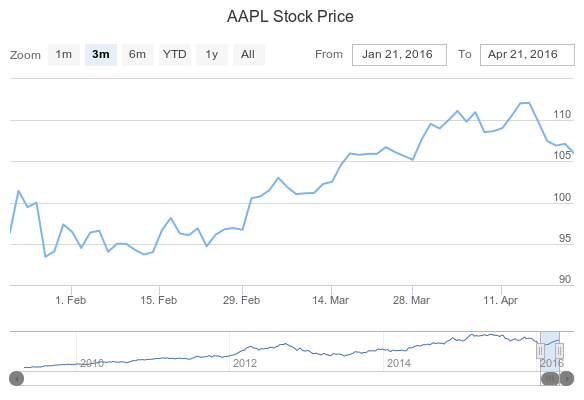 AAPL Stock Price
Zoom 1m 3m 6m YTD 1y All From Jan 21, 2016 To Apr 21, 2016
110
105
100
95
90
1. Feb 15. Feb 29. Feb 14. Mar 28. Mar 11. Apr
2010 2012 2014 2016